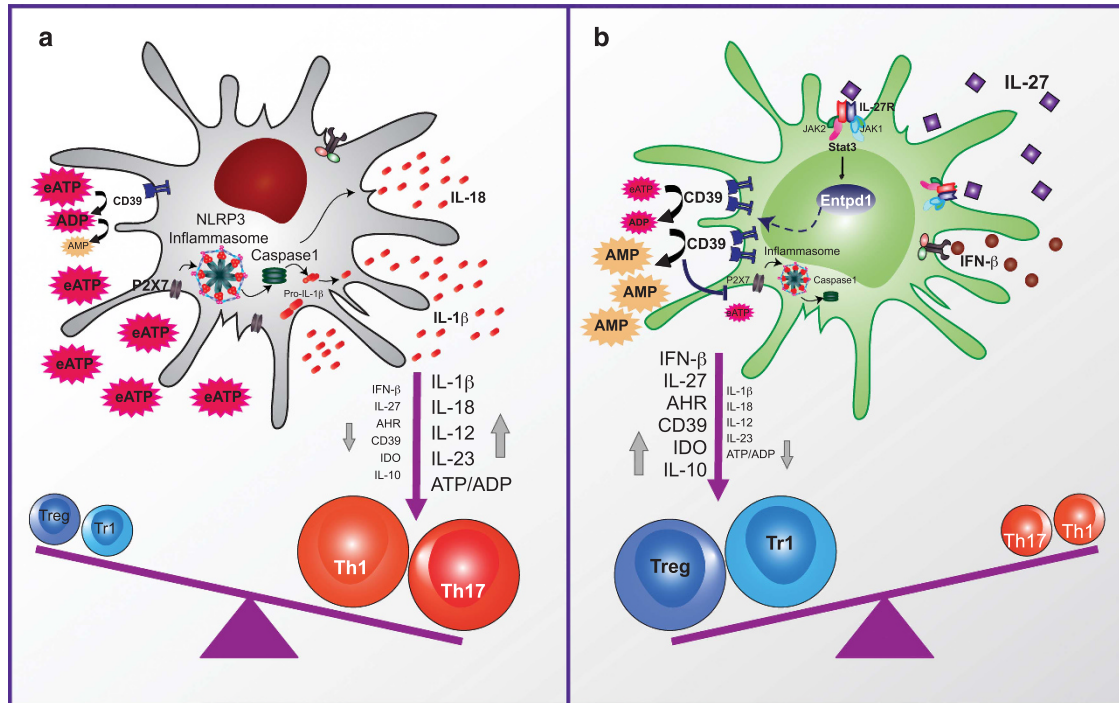 a
eATP
CD39
ADP
AMP
NLRP3
Inflammasome
Caspase1
IL-18
eATP
P2X7
Pro-IL-1β
IL-1β
eATP
eATP
eATP
eATP
IFN-β
IL-27
AHR
CD39
IDO
IL-10
IL-1β
IL-18
IL-12
IL-23
ATP/ADP
Treg
Tr1
Th1
Th17
b
IL-27
IL-27R
JAK2
JAK1
Stat3
eATP
CD39
Entpd1
ADP
CD39
AMP
Inflammasome
IFN-β
P2X7
Caspase1
AMP
eATP
AMP
IFN-β
IL-27
AHR
CD39
IDO
IL-10
IL-1β
IL-18
IL-12
IL-23
ATP/ADP
Treg
Tr1
Th17
Th1